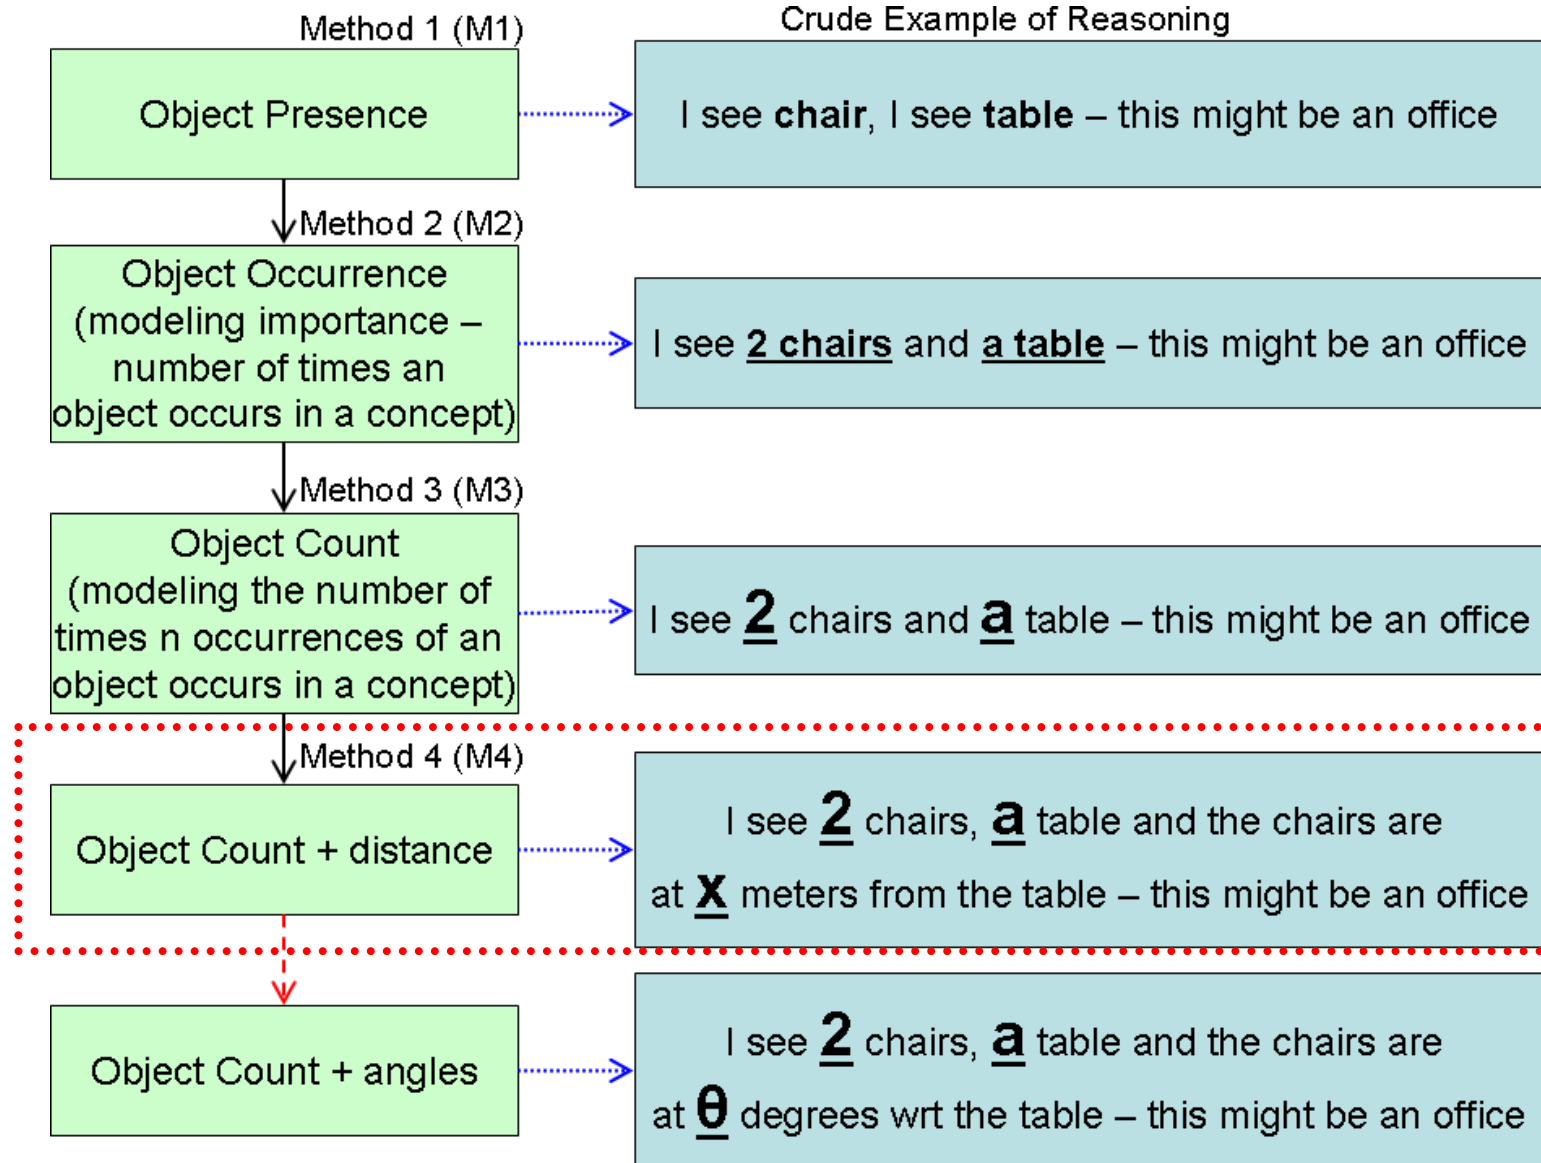 Method 1 (M1)
Crude Example of Reasoning
Object Presence
I see chair, I see table – this might be an office
Method 2 (M2)
Object Occurrence
(modeling importance –
number of times an
object occurs in a concept)
I see 2 chairs and a table – this might be an office
Method 3 (M3)
Object Count
(modeling the number of
times n occurrences of an
object occurs in a concept)
I see 2 chairs and a table – this might be an office
Method 4 (M4)
Object Count + distance
I see 2 chairs, a table and the chairs are
at x meters from the table – this might be an office
Object Count + angles
I see 2 chairs, a table and the chairs are
at θ degrees wrt the table – this might be an office